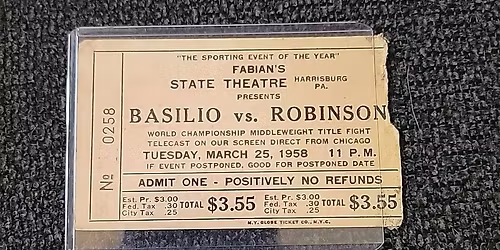 "THE SPORTING EVENT OF THE YEAR"
FABIAN'S
STATE THEATRE HARRISBURG PA.
PRESENTS
BASILIO vs. ROBINSON
WORLD CHAMPIONSHIP MIDDLEWEIGHT TITLE FIGHT
TELECAST ON OUR SCREEN DIRECT FROM CHICAGO
TUESDAY, MARCH 25, 1958 11 P.M.
IF EVENT POSTPONED, GOOD FOR POSTPONED DATE
ADMIT ONE - POSITIVELY NO REFUNDS
Est. Pr. $3.00
Fed. Tax .30
City Tax .25
TOTAL $3.55
Est. Pr. $3.00
Fed. Tax .30
City Tax .25
TOTAL $3.55
N.Y. GLOBE TICKET CO., N.Y.C.
No 0258